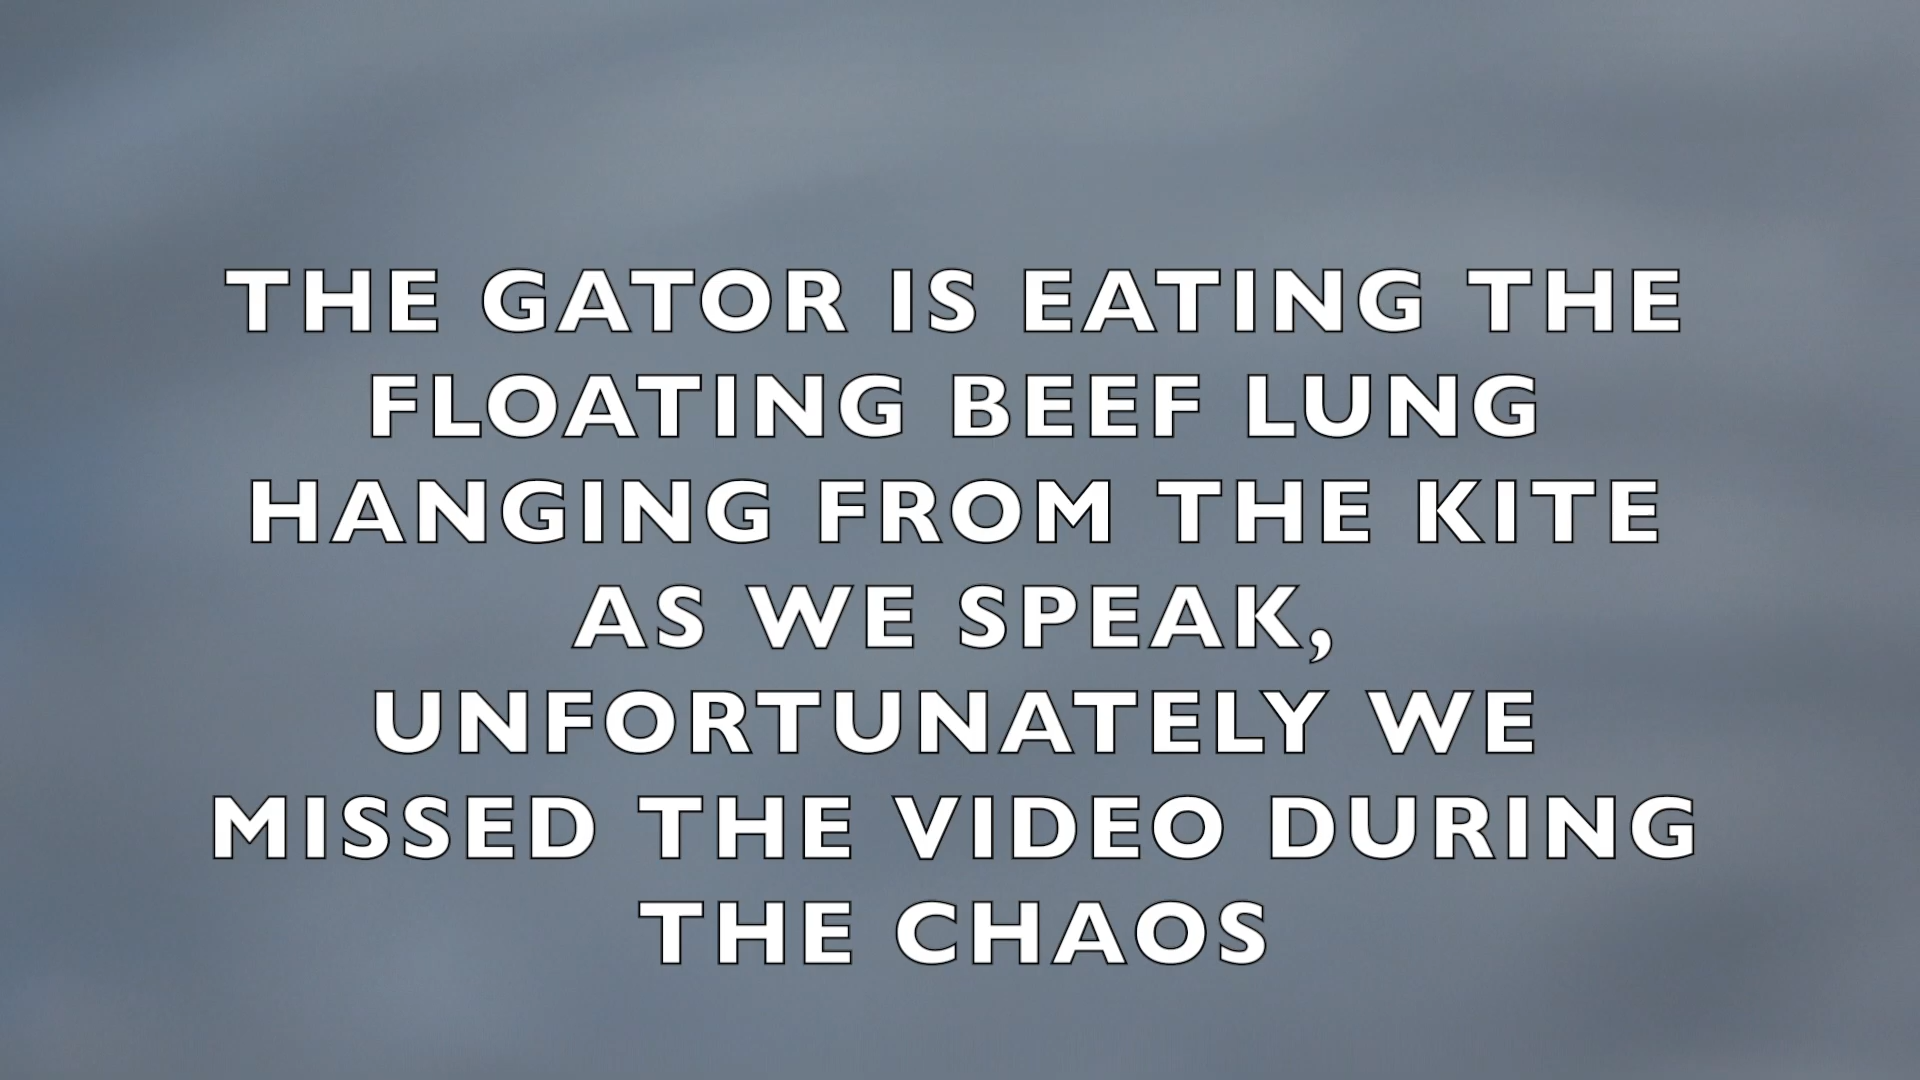 THE GATOR IS EATING THE
FLOATING BEEF LUNG
HANGING FROM THE KITE
AS WE SPEAK,
UNFORTUNATELY WE
MISSED THE VIDEO DURING
THE CHAOS